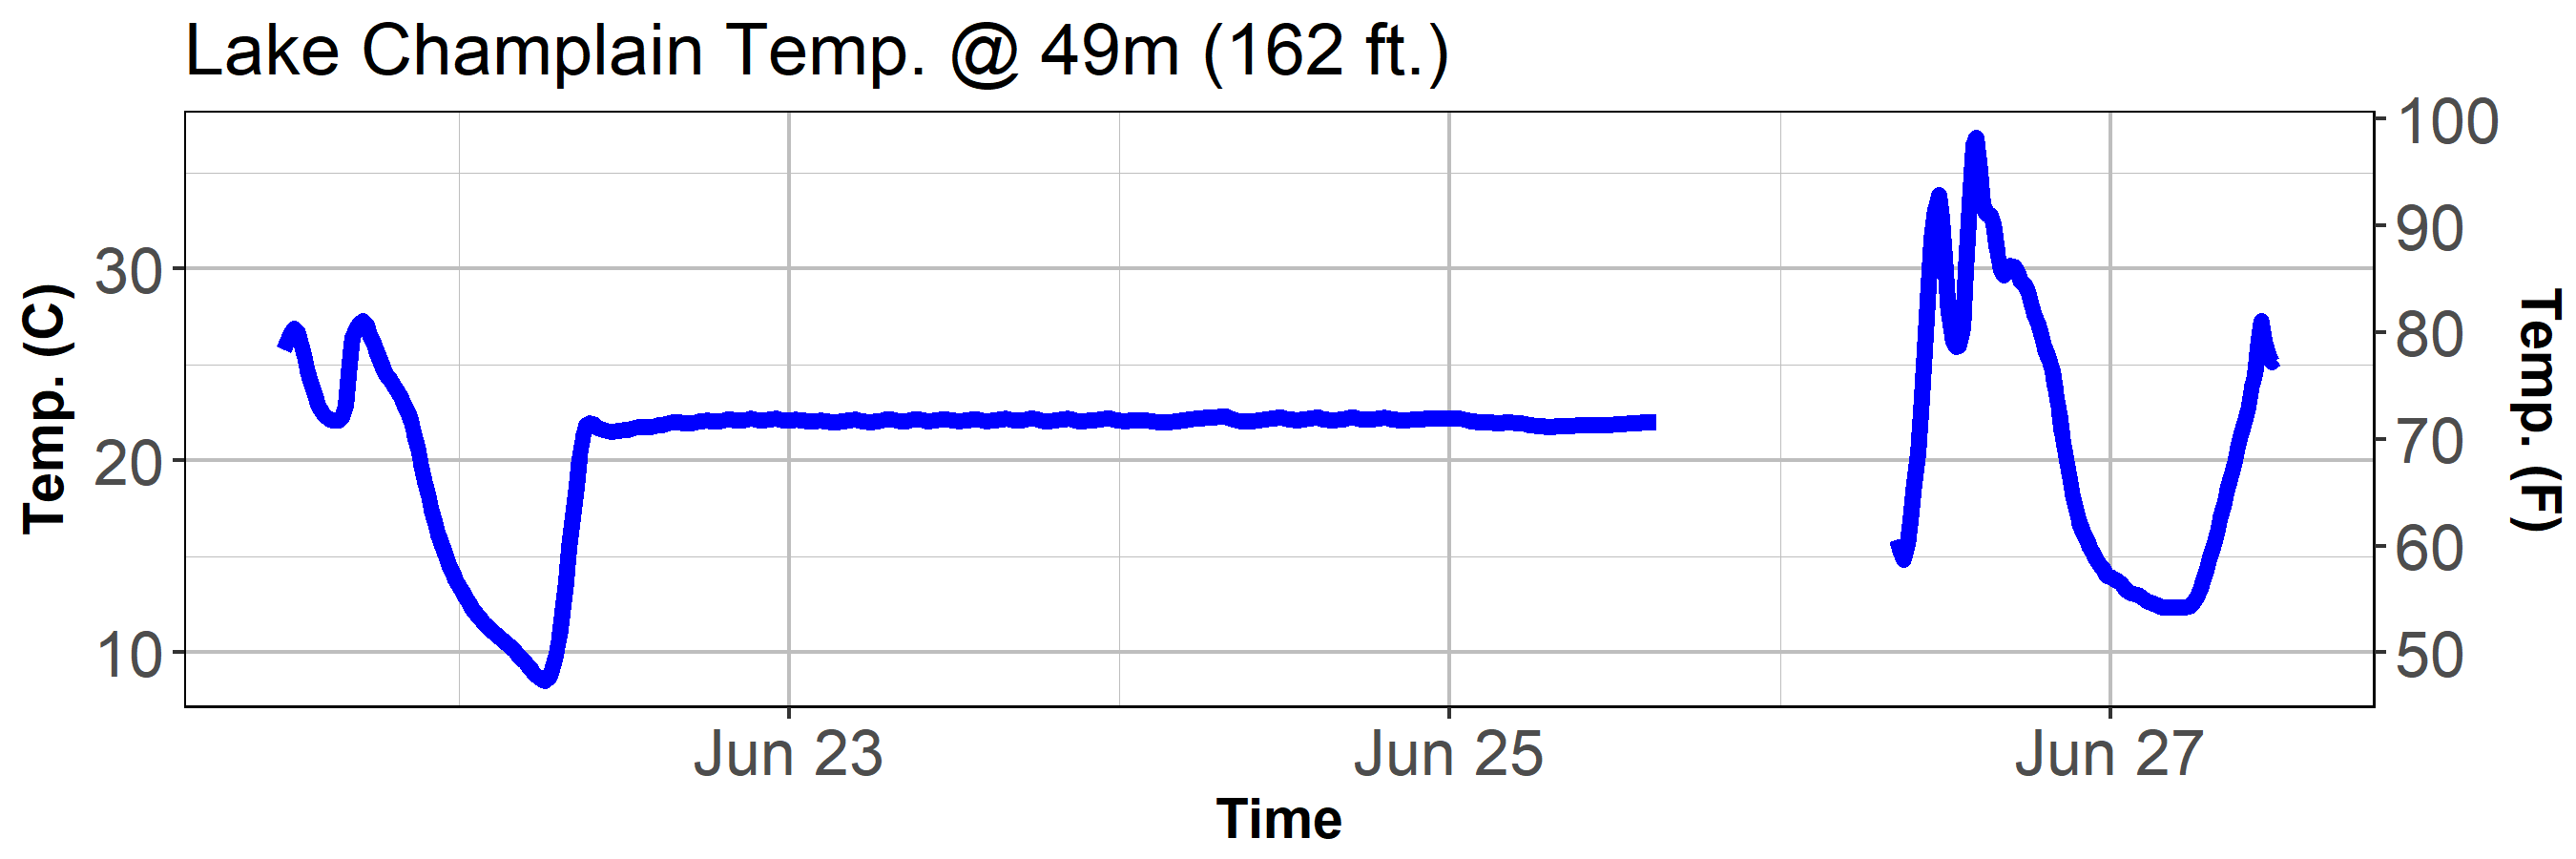 Lake Champlain Temp. @ 49m (162 ft.)
Temp. (C)
30
20
10
100
90
80
70
60
50
Temp. (F)
Jun 23
Jun 25
Jun 27
Time